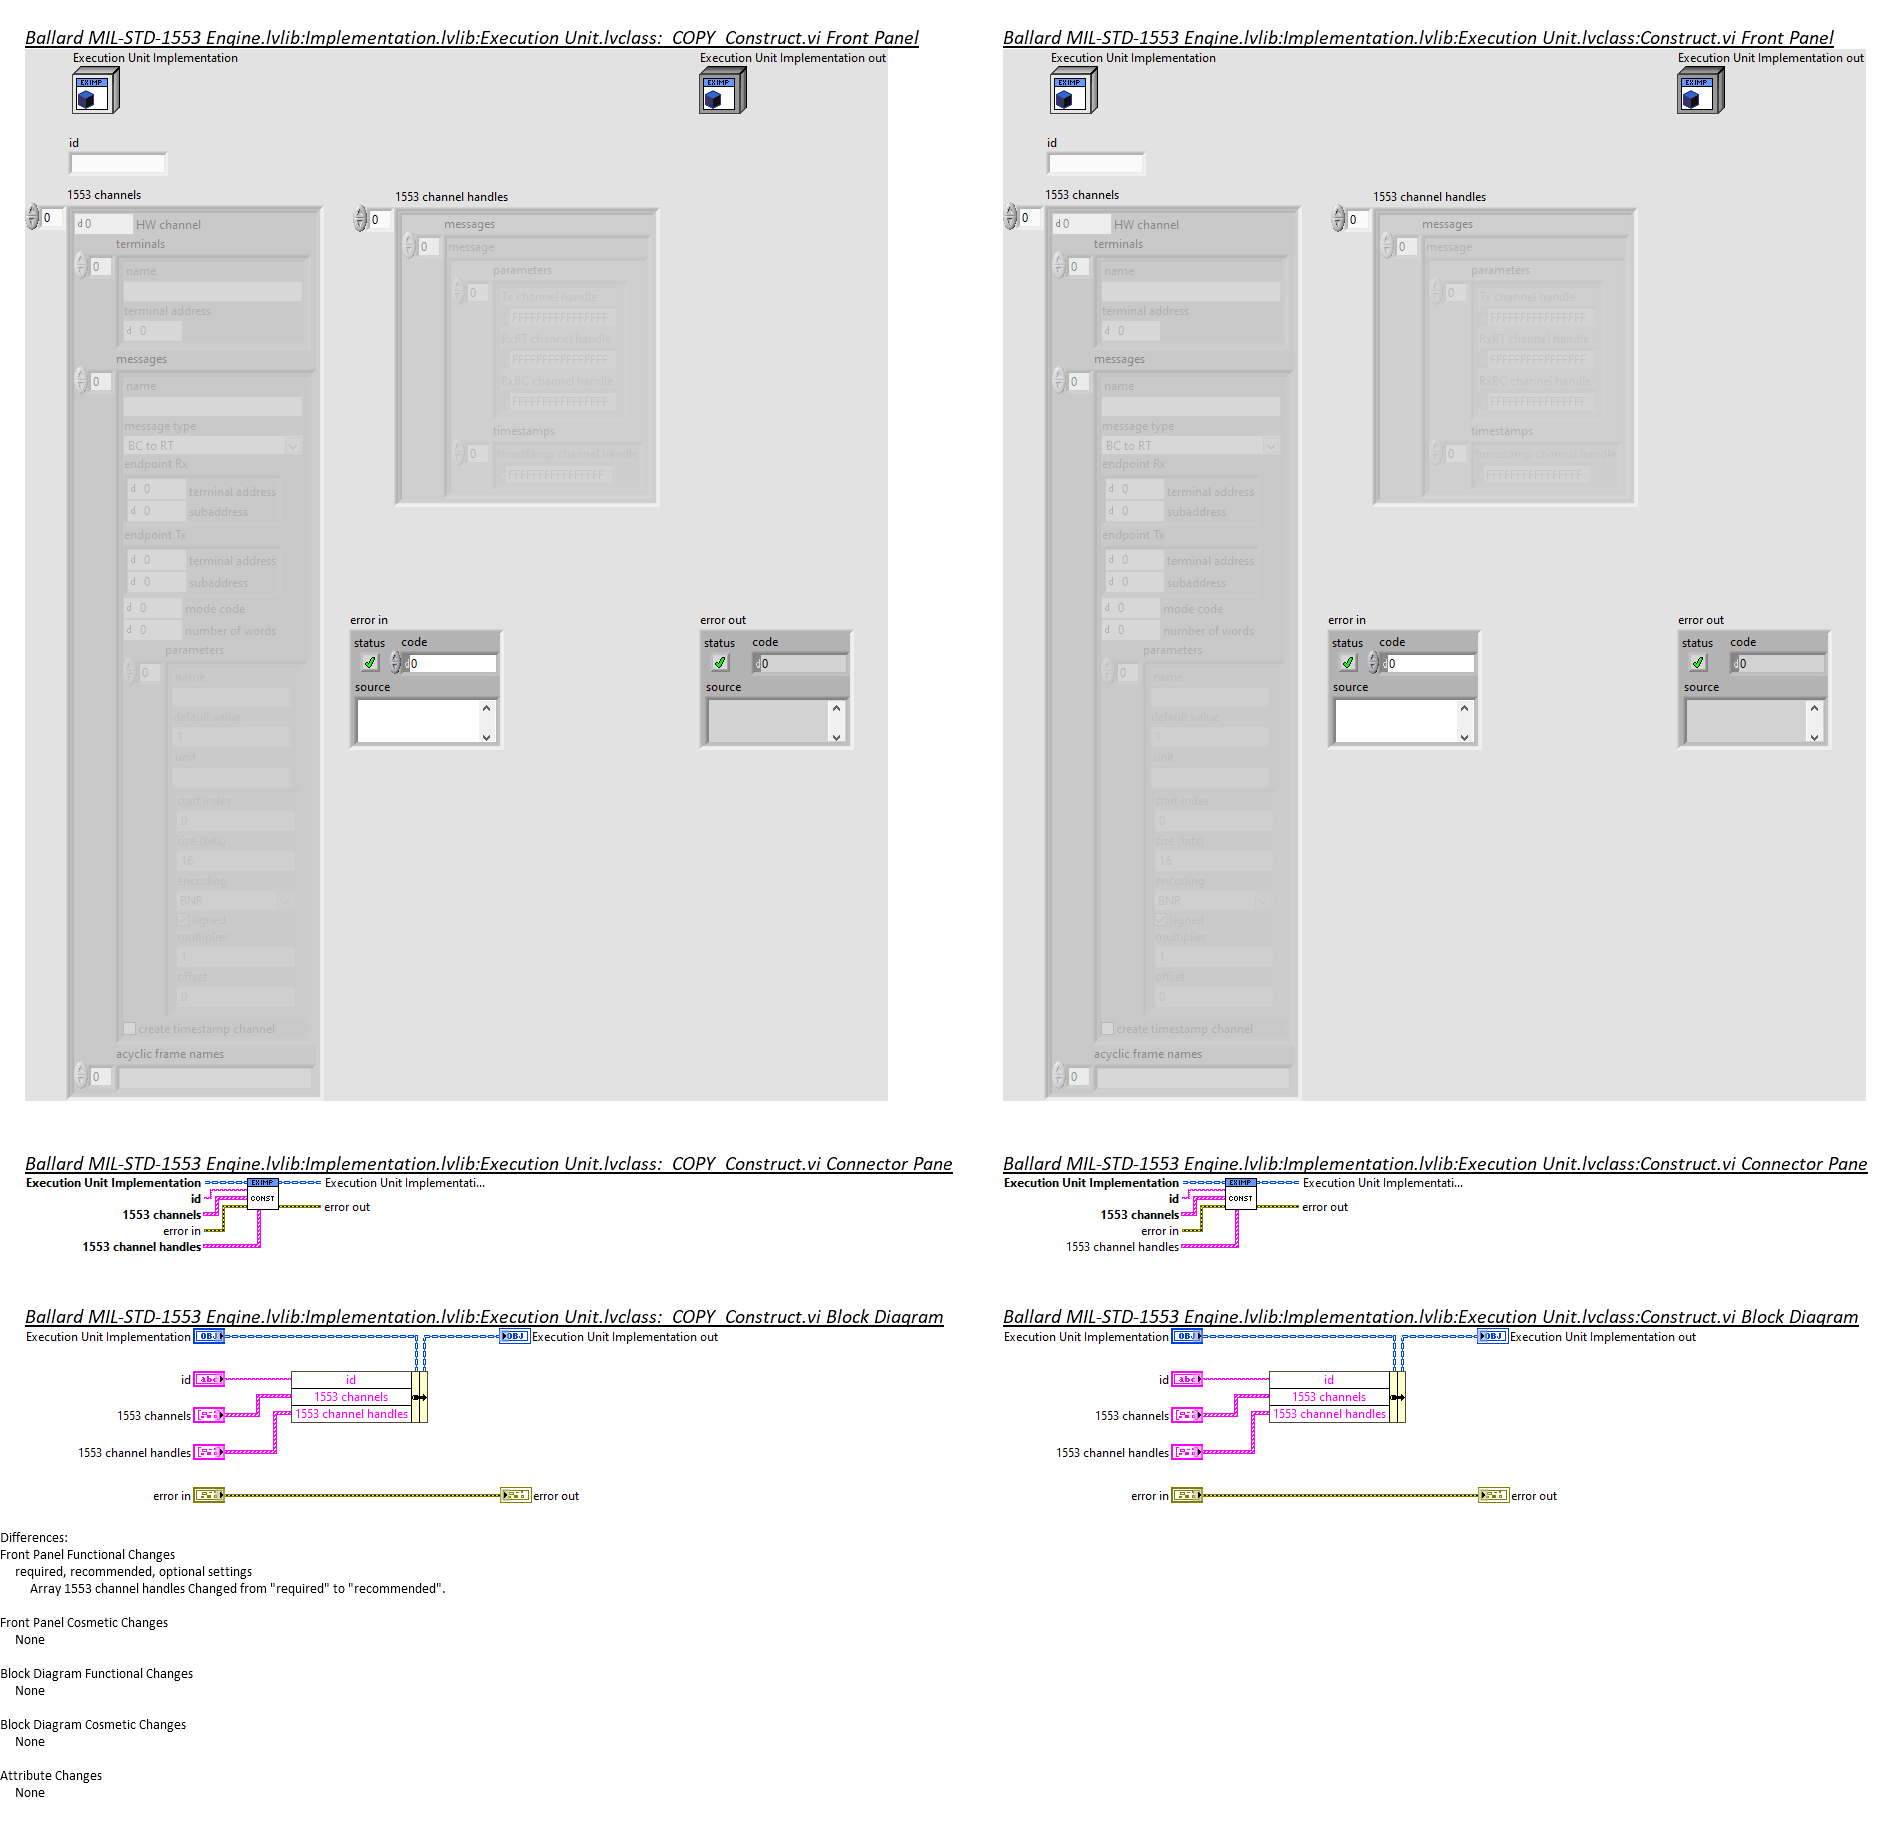 Ballard MIL-STD-1553 Engine.lvlib:Implementation.lvlib:Execution Unit.lvclass:_COPY_Construct.vi Front Panel
Execution Unit Implementation
Execution Unit Implementation out
EXIMP
EXIMP
id
1553 channels
1553 channel handles
0
0
d 0
HW channel
messages
terminals
0
message
0
name
parameters
0
Tx channel handle
FFFFFFFFFFFFFFFF
terminal address
d 0
RxRT channel handle
FFFFFFFFFFFFFFFF
messages
0
name
RxBC channel handle
FFFFFFFFFFFFFFFF
message type
timestamps
BC to RT
0
timestamp channel handle
endpoint Rx
FFFFFFFFFFFFFFFF
d 0
terminal address
d 0
subaddress
endpoint Tx
d 0
terminal address
d 0
subaddress
d 0
mode code
d 0
number of words
parameters
0
name
default value
1
unit
start index
0
size (bits)
16
encoding
BNR
signed
multiplier
1
offset
0
create timestamp channel
acyclic frame names
0
error in
status
code
d 0
source
error out
status
code
d 0
source
Ballard MIL-STD-1553 Engine.lvlib:Implementation.lvlib:Execution Unit.lvclass:Construct.vi Front Panel
Execution Unit Implementation
Execution Unit Implementation out
EXIMP
EXIMP
id
1553 channels
1553 channel handles
0
0
d 0
HW channel
messages
terminals
0
message
0
name
parameters
0
Tx channel handle
FFFFFFFFFFFFFFFF
terminal address
d 0
RxRT channel handle
FFFFFFFFFFFFFFFF
messages
0
name
RxBC channel handle
FFFFFFFFFFFFFFFF
message type
timestamps
BC to RT
0
timestamp channel handle
endpoint Rx
FFFFFFFFFFFFFFFF
d 0
terminal address
d 0
subaddress
endpoint Tx
d 0
terminal address
d 0
subaddress
d 0
mode code
d 0
number of words
parameters
0
name
default value
1
unit
start index
0
size (bits)
16
encoding
BNR
signed
multiplier
1
offset
0
create timestamp channel
acyclic frame names
0
error in
status
code
d 0
source
error out
status
code
d 0
source
Ballard MIL-STD-1553 Engine.lvlib:Implementation.lvlib:Execution Unit.lvclass:_COPY_Construct.vi Connector Pane
Execution Unit Implementation
EXIMP
Execution Unit Implementati...
id
CONST
1553 channels
error out
error in
1553 channel handles
Ballard MIL-STD-1553 Engine.lvlib:Implementation.lvlib:Execution Unit.lvclass:Construct.vi Connector Pane
Execution Unit Implementation
EXIMP
Execution Unit Implementati...
id
CONST
1553 channels
error out
error in
1553 channel handles
Ballard MIL-STD-1553 Engine.lvlib:Implementation.lvlib:Execution Unit.lvclass:_COPY_Construct.vi Block Diagram
Execution Unit Implementation
OBJ
OBJ
Execution Unit Implementation out
id
abc
id
1553 channels
1553 channels
1553 channel handles
1553 channel handles
error in
error out
Ballard MIL-STD-1553 Engine.lvlib:Implementation.lvlib:Execution Unit.lvclass:Construct.vi Block Diagram
Execution Unit Implementation
OBJ
OBJ
Execution Unit Implementation out
id
abc
id
1553 channels
1553 channels
1553 channel handles
1553 channel handles
error in
error out
Differences:
Front Panel Functional Changes
required, recommended, optional settings
Array 1553 channel handles Changed from "required" to "recommended".
Front Panel Cosmetic Changes
None
Block Diagram Functional Changes
None
Block Diagram Cosmetic Changes
None
Attribute Changes
None